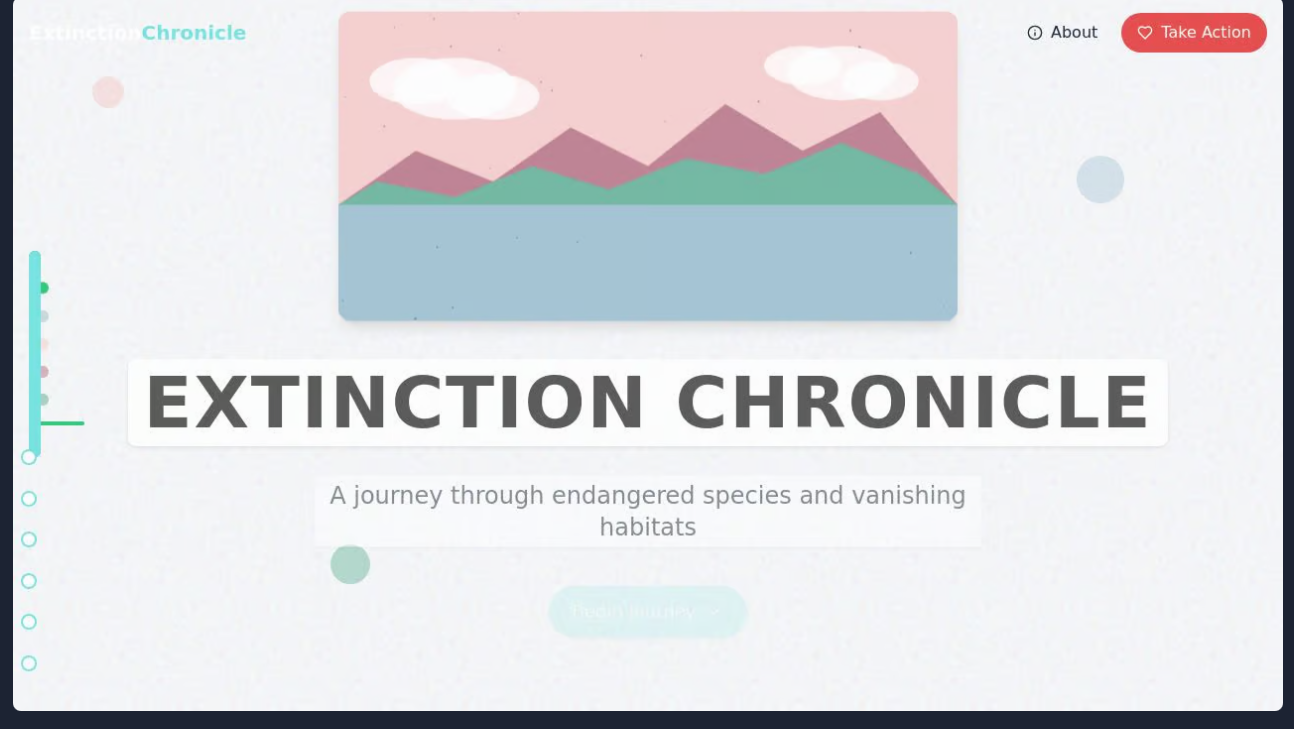 ExtinctionChronicle
About
Take Action
EXTINCTION CHRONICLE
A journey through endangered species and vanishing
habitats
Begin Journey